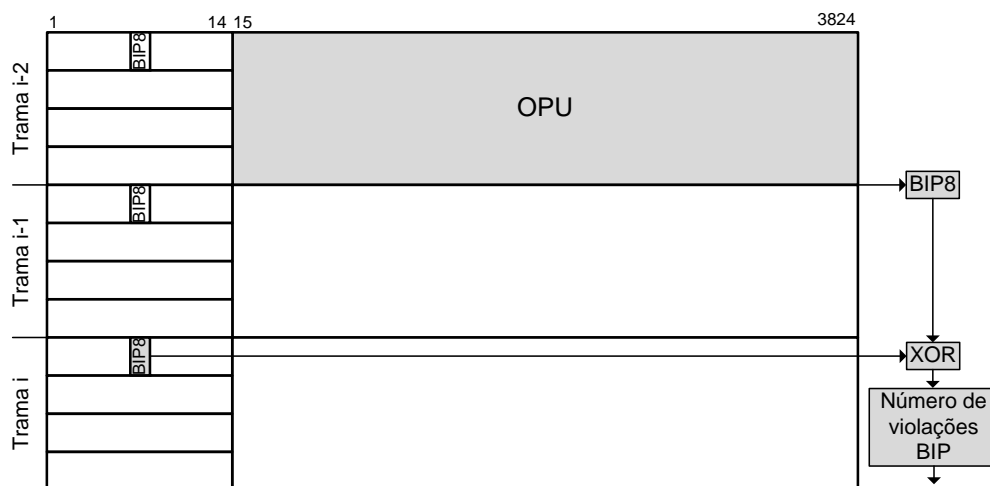 1 14 15 3824
Trama i-2
BIP8
OPU
Trama i-1
BIP8
BIP8
Trama i
BIP8
XOR
Número de
violações
BIP